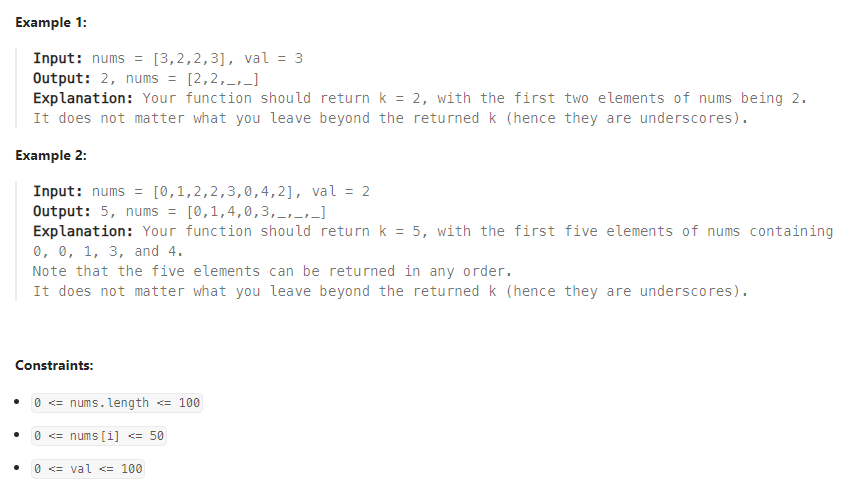 Example 1:
Input: nums = [3,2,2,3], val = 3
Output: 2, nums = [2,2,_,_]
Explanation: Your function should return k = 2, with the first two elements of nums being 2.
It does not matter what you leave beyond the returned k (hence they are underscores).
Example 2:
Input: nums = [0,1,2,2,3,0,4,2], val = 2
Output: 5, nums = [0,1,4,0,3,_,_,_]
Explanation: Your function should return k = 5, with the first five elements of nums containing
0, 0, 1, 3, and 4.
Note that the five elements can be returned in any order.
It does not matter what you leave beyond the returned k (hence they are underscores).
Constraints:
• 0 <= nums.length <= 100
• 0 <= nums[i] <= 50
• 0 <= val <= 100